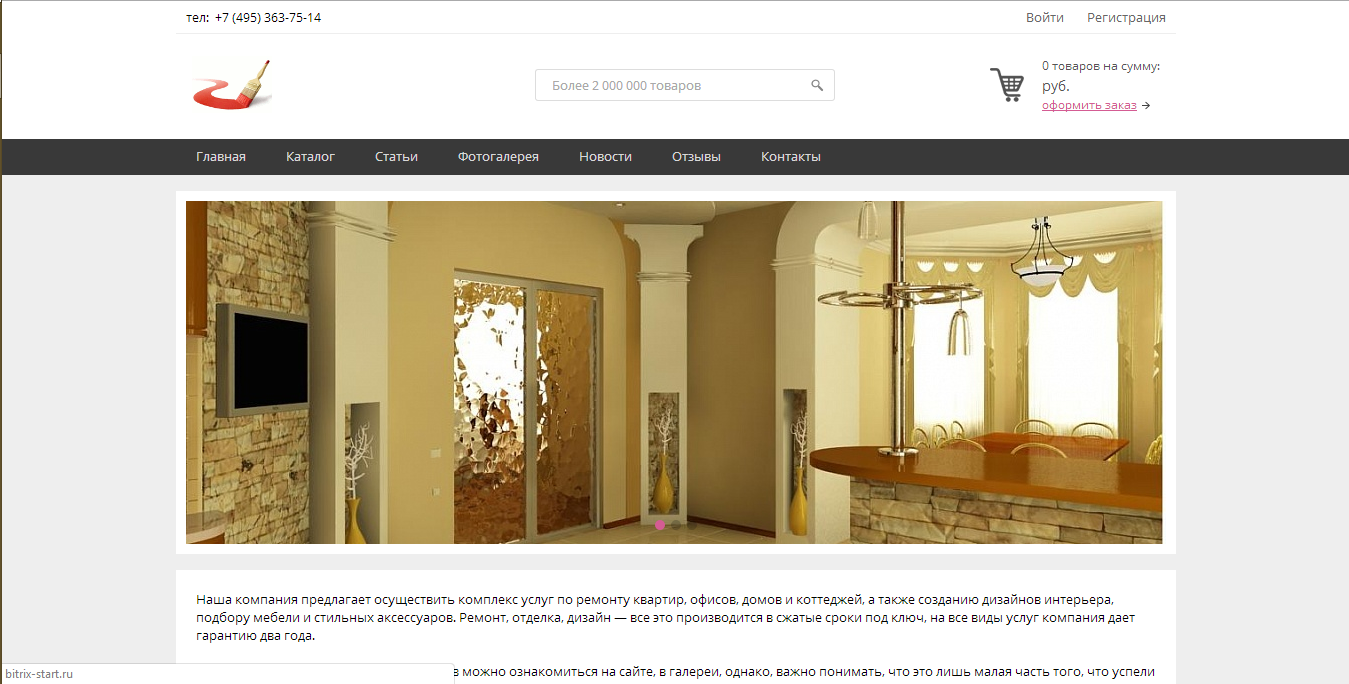 тел: +7 (495) 363-75-14
Войти
Регистрация
Более 2 000 000 товаров
0 товаров на сумму:
руб.
оформить заказ →
Главная
Каталог
Статьи
Фотогалерея
Новости
Отзывы
Контакты
Наша компания предлагает осуществить комплекс услуг по ремонту квартир, офисов, домов и коттеджей, а также созданию дизайнов интерьера,
подбору мебели и стильных аксессуаров. Ремонт, отделка, дизайн — все это производится в сжатые сроки под ключ, на все виды услуг компания дает
гарантию два года.
в можно ознакомиться на сайте, в галереи, однако, важно понимать, что это лишь малая часть того, что успели
bitrix-start.ru